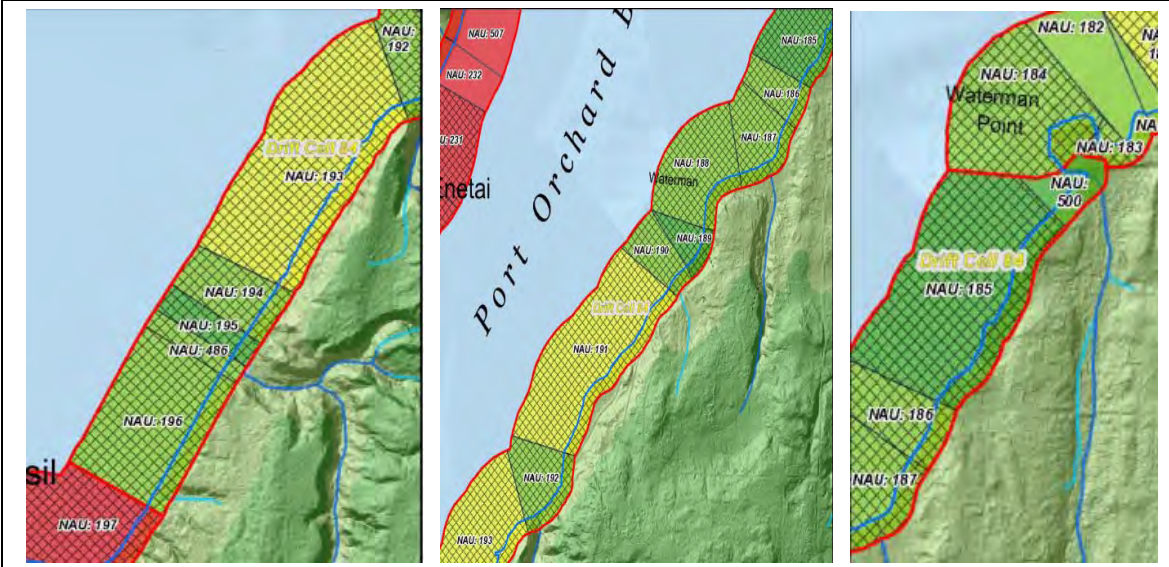 NAU:
192
Drift Cell 84
NAU: 193
NAU: 194
NAU: 195
NAU: 486
NAU: 196
sil
NAU: 197
NAU: 507
NAU: 232
231
Enetai
Port Orchard B
NAU: 185
NAU: 186
NAU: 187
NAU: 188
Waterman
NAU: 189
NAU: 190
Drift Cell 84
NAU: 191
NAU: 192
NAU: 193
NAU: 182
NAU: 184
Waterman
Point
NAU: 183
NAU:
500
Drift Cell 84
NAU: 185
NAU: 186
NAU: 187